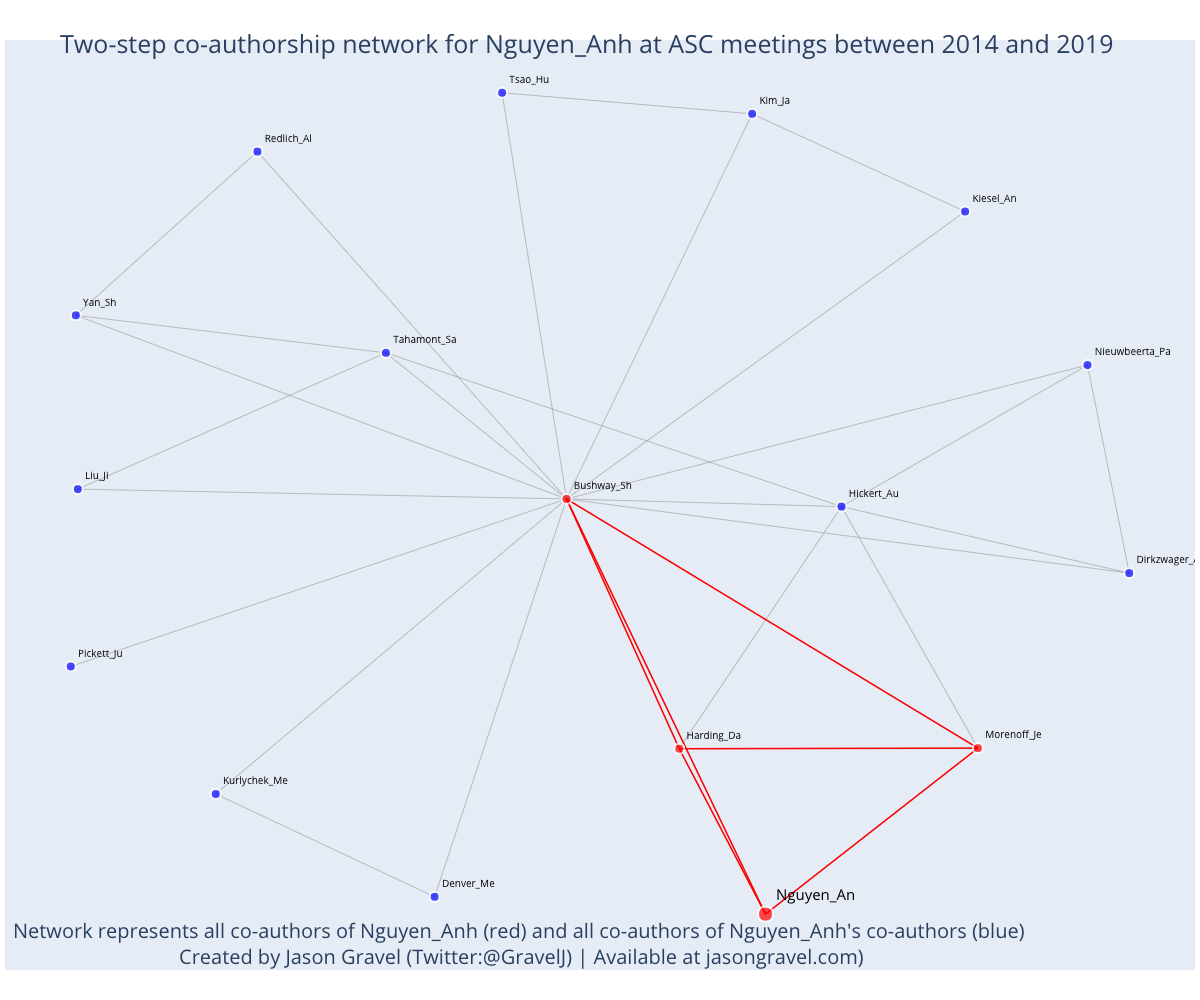 Two-step co-authorship network for Nguyen_Anh at ASC meetings between 2014 and 2019
Tsao_Hu
Kim_Ja
Redlich_Al
Kiesel_An
Yan_Sh
Tahamont_Sa
Nieuwbeerta_Pa
Liu_Ji
Bushway_Sh
Hickert_Au
Dirkzwager_A
Pickett_Ju
Harding_Da
Morenoff_Je
Kurlychek_Me
Denver_Me
Nguyen_An
Network represents all co-authors of Nguyen_Anh (red) and all co-authors of Nguyen_Anh's co-authors (blue)
Created by Jason Gravel (Twitter:@GravelJ) | Available at jasongravel.com)